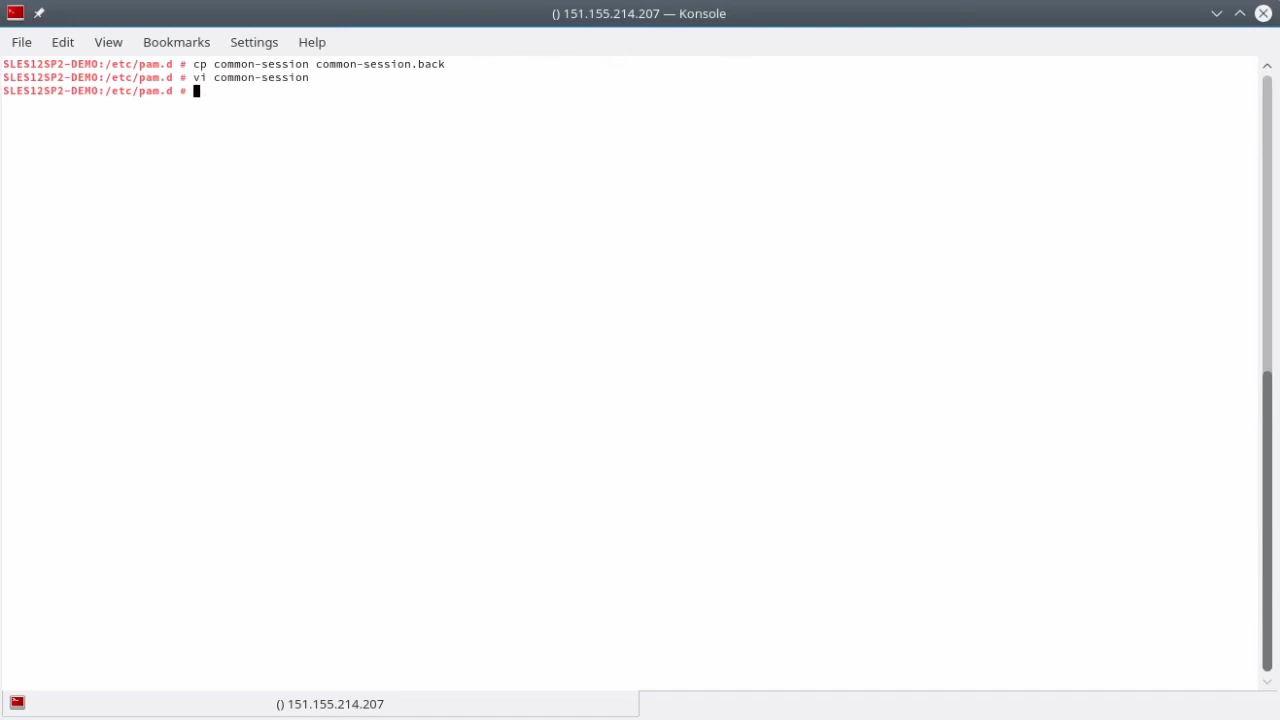 () 151.155.214.207 — Konsole
File Edit View Bookmarks Settings Help
SLES12SP2-DEMO:/etc/pam.d # cp common-session common-session.back
SLES12SP2-DEMO:/etc/pam.d # vi common-session
SLES12SP2-DEMO:/etc/pam.d #
() 151.155.214.207